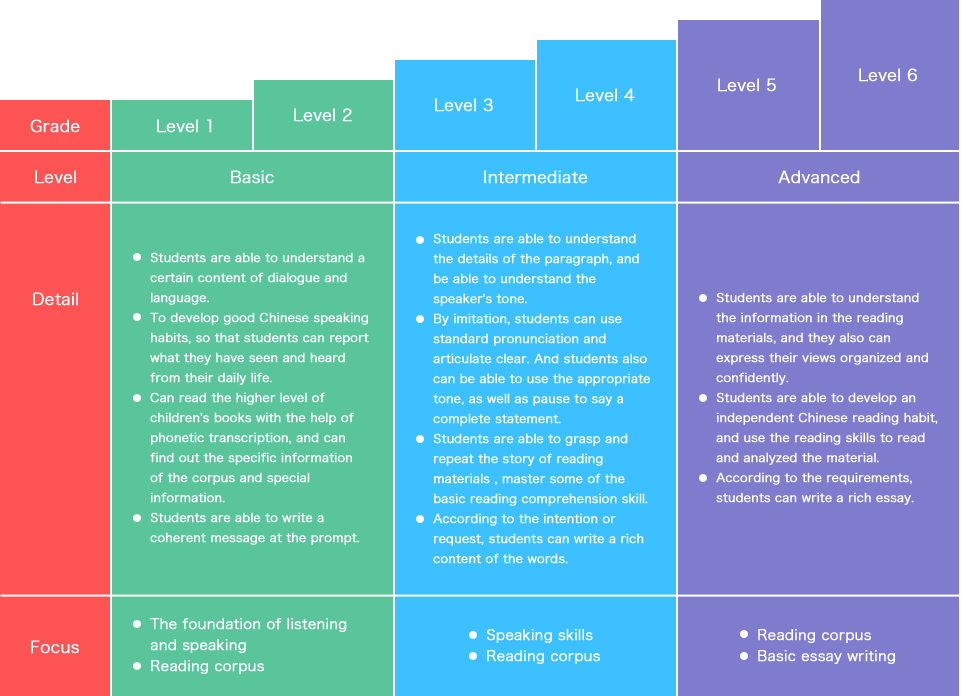 Grade
Level 1
Level 2
Level 3
Level 4
Level 5
Level 6
Level
Basic
Intermediate
Advanced
Detail
Students are able to understand a
certain content of dialogue and
language.
To develop good Chinese speaking
habits, so that students can report
what they have seen and heard
from their daily life.
Can read the higher level of
children's books with the help of
phonetic transcription, and can
find out the specific information
of the corpus and special
information.
Students are able to write a
coherent message at the prompt.
Students are able to understand
the details of the paragraph, and
be able to understand the
speaker's tone.
By imitation, students can use
standard pronunciation and
articulate clear. And students also
can be able to use the appropriate
tone, as well as pause to say a
complete statement.
Students are able to grasp and
repeat the story of reading
materials , master some of the
basic reading comprehension skill.
According to the intention or
request, students can write a rich
content of the words.
Students are able to understand
the information in the reading
materials, and they also can
express their views organized and
confidently.
Students are able to develop an
independent Chinese reading habit,
and use the reading skills to read
and analyzed the material.
According to the requirements,
students can write a rich essay.
Focus
The foundation of listening
and speaking
Reading corpus
Speaking skills
Reading corpus
Reading corpus
Basic essay writing